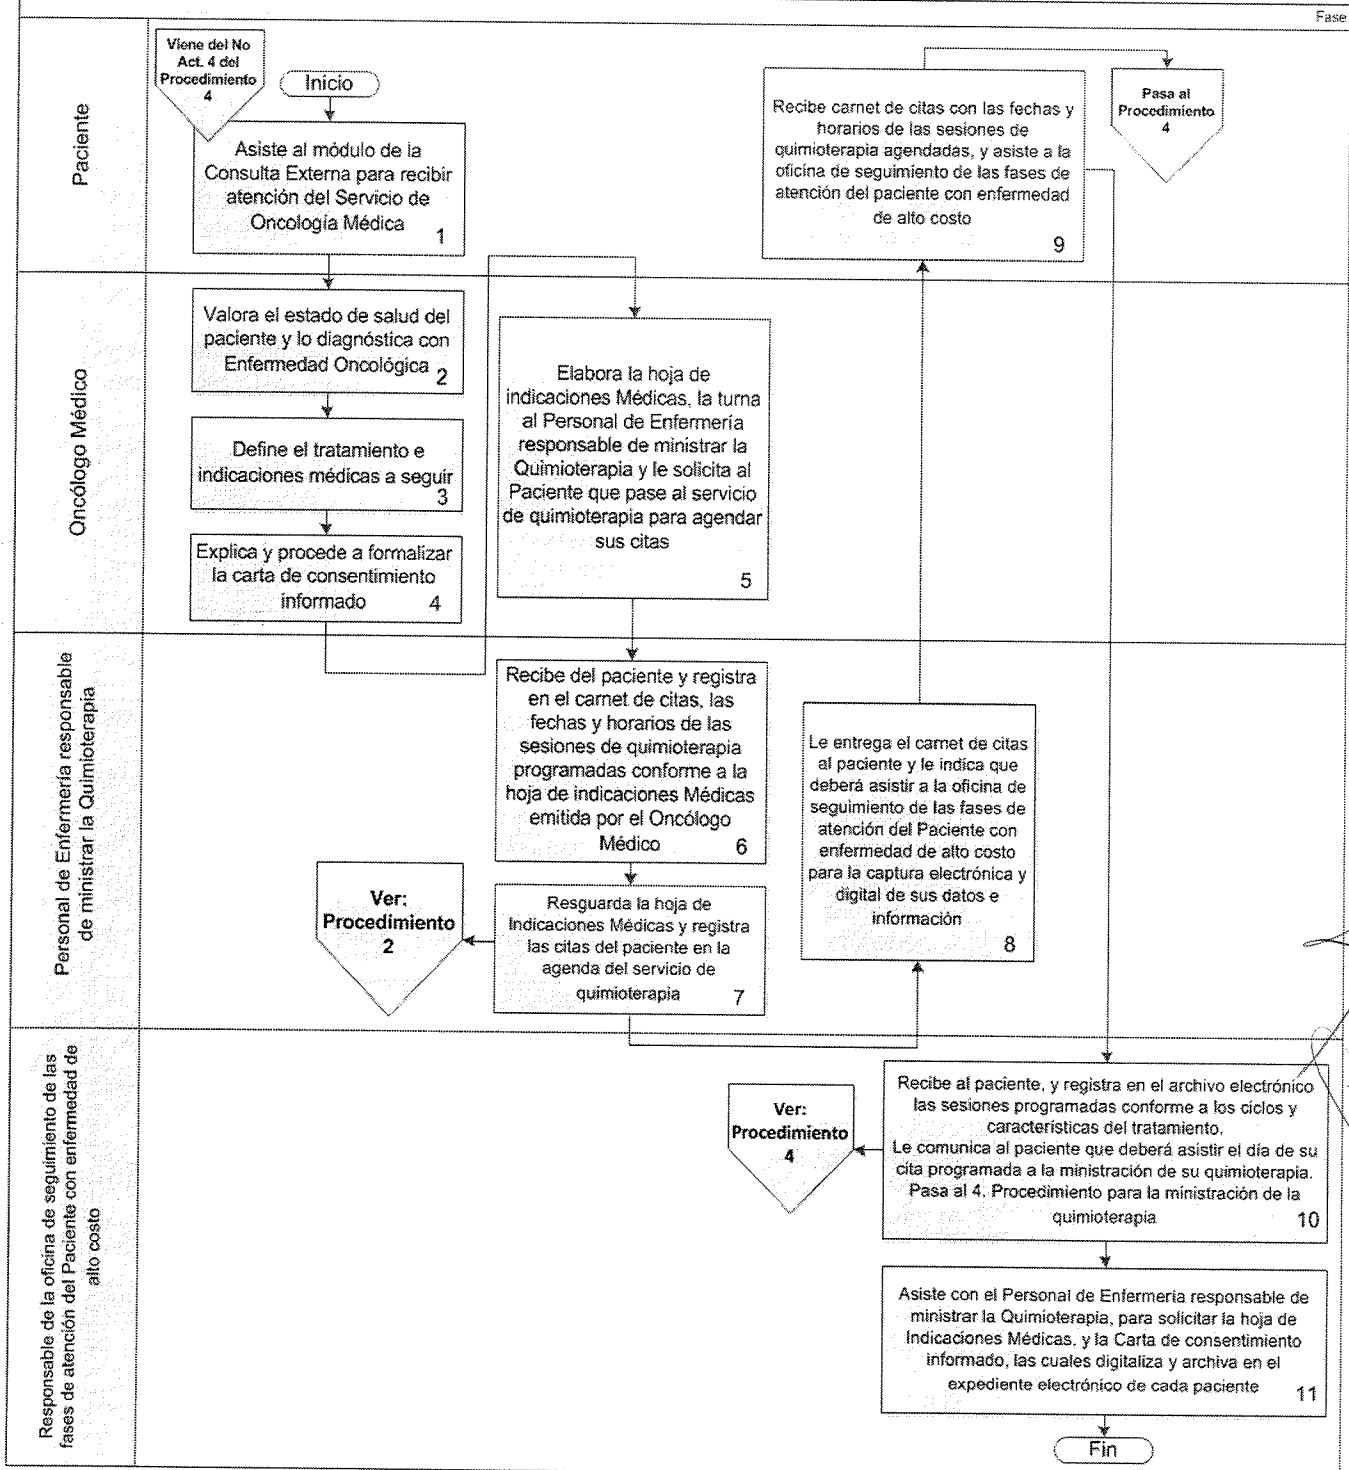 Fase
Paciente
Viene del No
Act. 4 del
Procedimiento
4
Inicio
Asiste al módulo de la
Consulta Externa para recibir
atención del Servicio de
Oncología Médica
1
Recibe carnet de citas con las fechas y
horarios de las sesiones de
quimioterapia agendadas, y asiste a la
oficina de seguimiento de las fases de
atención del paciente con enfermedad
de alto costo
9
Pasa al
Procedimiento
4
Oncólogo Médico
Valora el estado de salud del
paciente y lo diagnóstica con
Enfermedad Oncológica
2
Define el tratamiento e
indicaciones médicas a seguir
3
Explica y procede a formalizar
la carta de consentimiento
informado
4
Elabora la hoja de
indicaciones Médicas, la turna
al Personal de Enfermería
responsable de ministrar la
Quimioterapia y le solicita al
Paciente que pase al servicio
de quimioterapia para agendar
sus citas
5
Personal de Enfermería responsable
de ministrar la Quimioterapia
Recibe del paciente y registra
en el carnet de citas, las
fechas y horarios de las
sesiones de quimioterapia
programadas conforme a la
hoja de indicaciones Médicas
emitida por el Oncólogo
Médico
6
Ver:
Procedimiento
2
Resguarda la hoja de
Indicaciones Médicas y registra
las citas del paciente en la
agenda del servicio de
quimioterapia
7
Le entrega el carnet de citas
al paciente y le indica que
deberá asistir a la oficina de
seguimiento de las fases de
atención del Paciente con
enfermedad de alto costo
para la captura electrónica y
digital de sus datos e
información
8
Responsable de la oficina de seguimiento de las
fases de atención del Paciente con enfermedad de
alto costo
Ver:
Procedimiento
4
Recibe al paciente, y registra en el archivo electrónico
las sesiones programadas conforme a los ciclos y
características del tratamiento.
Le comunica al paciente que deberá asistir el día de su
cita programada a la ministración de su quimioterapia.
Pasa al 4. Procedimiento para la ministración de la
quimioterapia
10
Asiste con el Personal de Enfermería responsable de
ministrar la Quimioterapia, para solicitar la hoja de
Indicaciones Médicas, y la Carta de consentimiento
informado, las cuales digitaliza y archiva en el
expediente electrónico de cada paciente
11
Fin